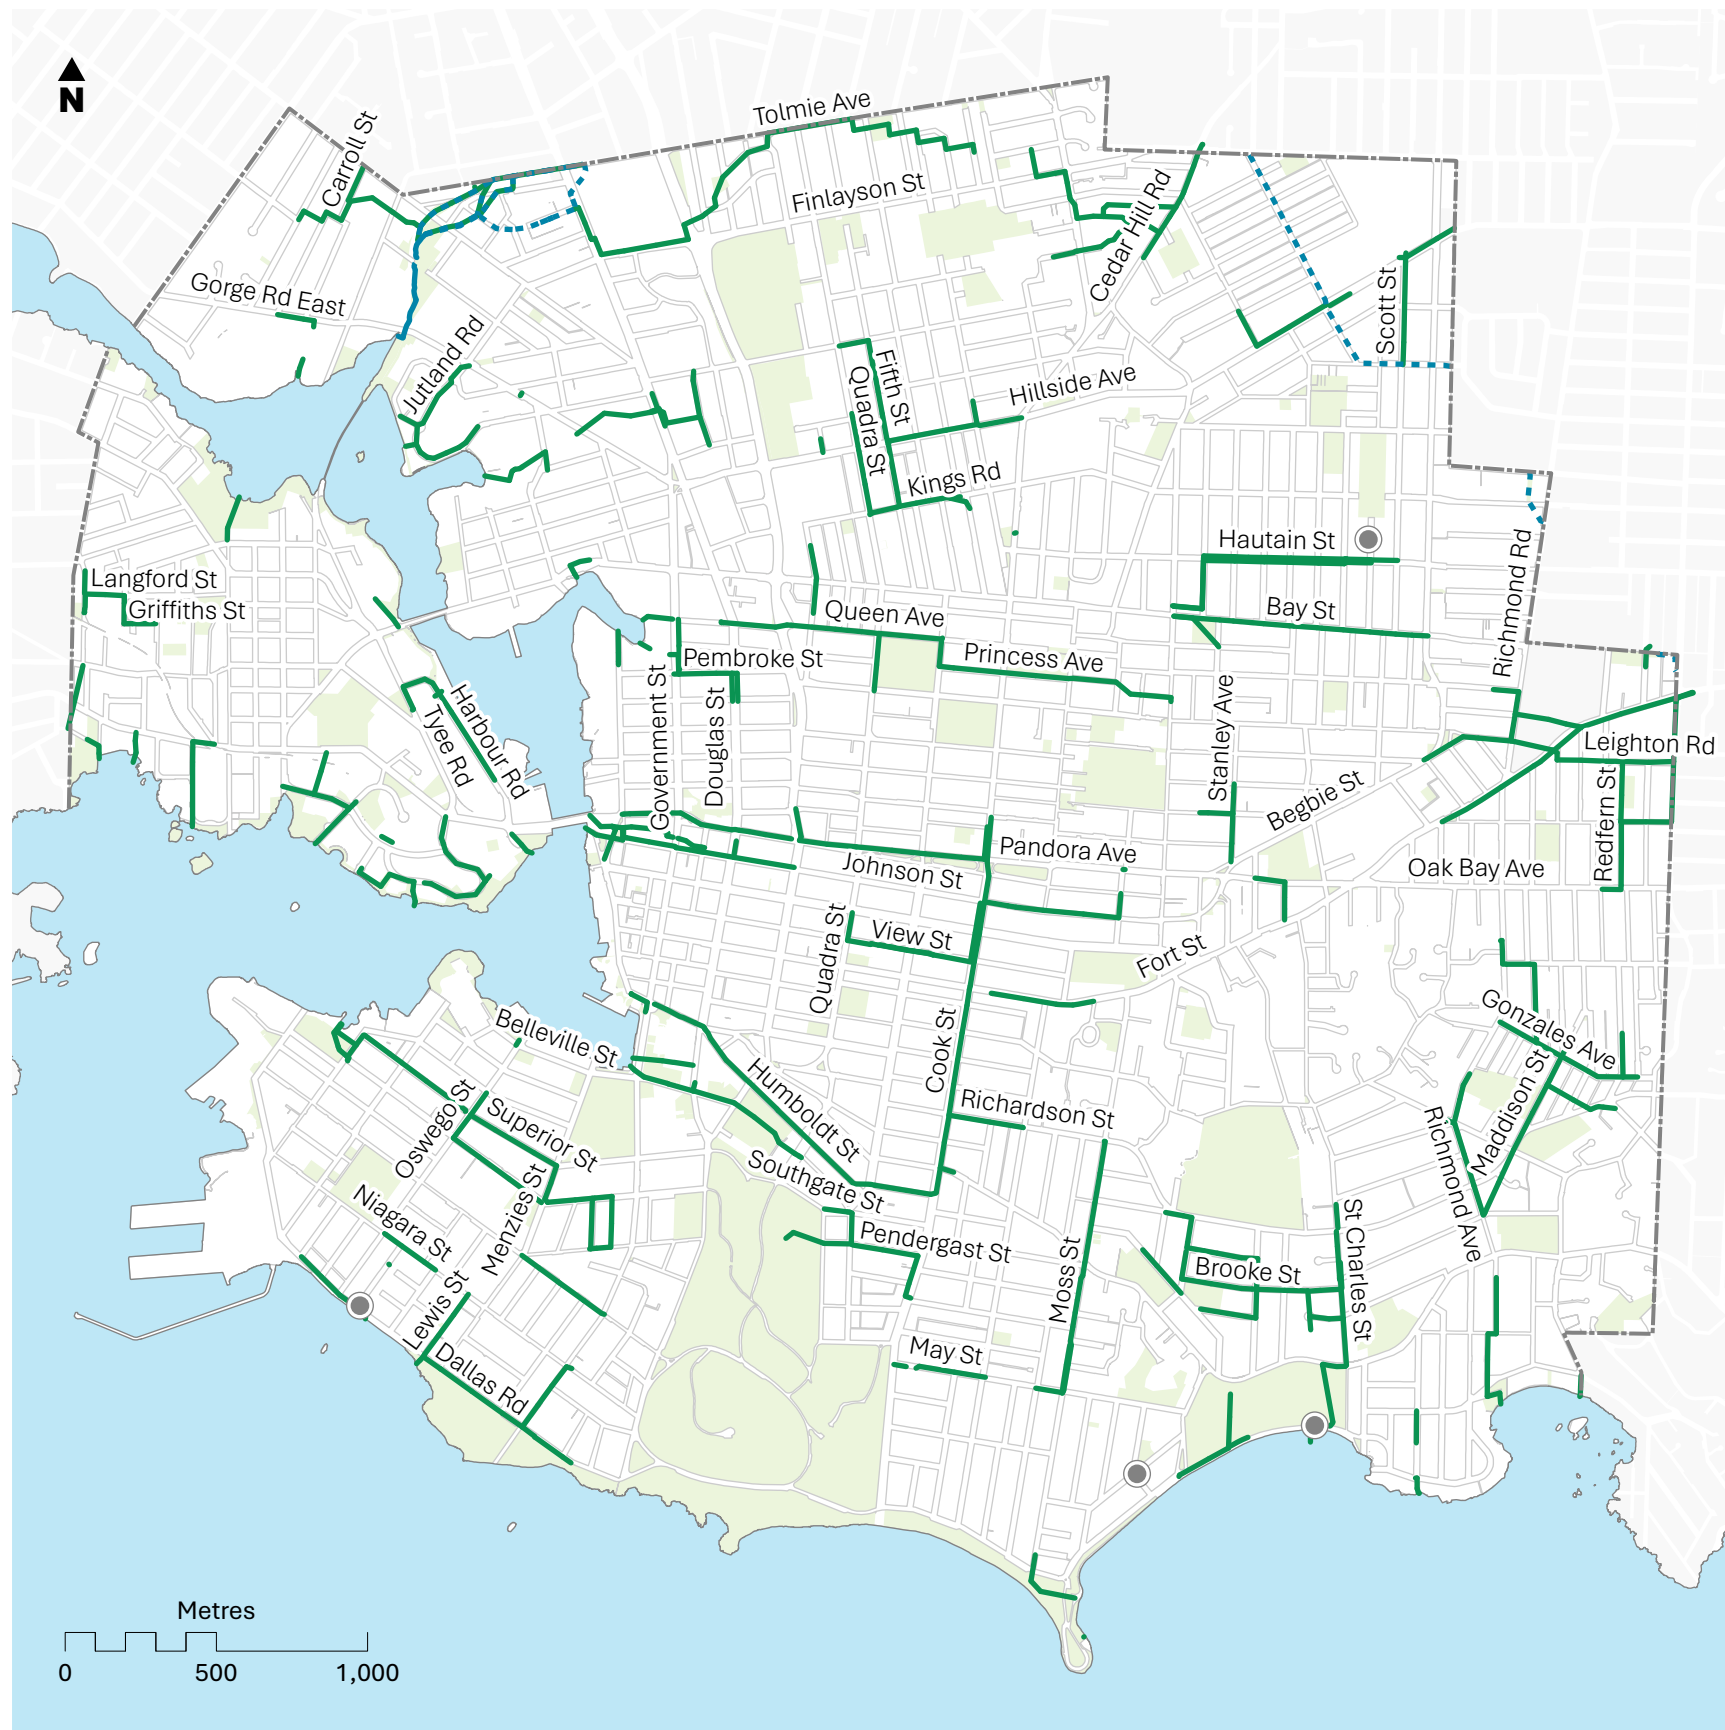 N
Tolmie Ave
Carroll St
Finlayson St
Cedar Hill Rd
Gorge Rd East
Scott St
Jutland Rd
Fifth St
Quadra St
Hillside Ave
Kings Rd
Hautain St
Richmond Rd
Langford St
Griffiths St
Queen Ave
Bay St
Pembroke St
Princess Ave
Government St
Douglas St
Stanley Ave
Harbour Rd
Tyee Rd
Leighton Rd
Redfern St
Begbie St
Pandora Ave
Johnson St
Oak Bay Ave
Quadra St
View St
Fort St
Belleville St
Cook St
Gonzales Ave
Humboldt St
Richardson St
Maddison St
Richmond Ave
Oswego St
Superior St
Southgate St
Niagara St
Menzies St
Pendergast St
Moss St
Brooke St
St Charles St
Lewis St
Dallas Rd
May St
Metres
0 500 1,000